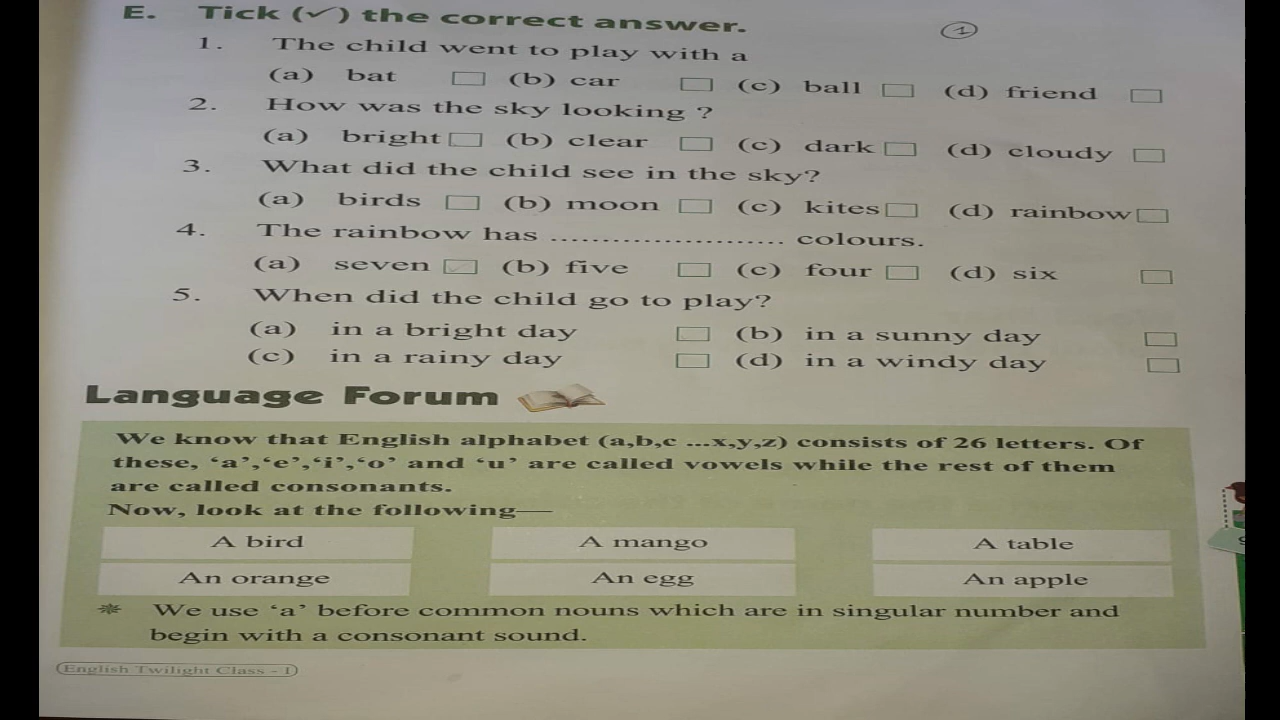 E. Tick (✓) the correct answer.
1
1. The child went to play with a
(a) bat (b) car (c) ball (d) friend
2. How was the sky looking ?
(a) bright (b) clear (c) dark (d) cloudy
3. What did the child see in the sky?
(a) birds (b) moon (c) kites (d) rainbow
4. The rainbow has ....................... colours.
(a) seven ✓ (b) five (c) four (d) six
5. When did the child go to play?
(a) in a bright day (b) in a sunny day
(c) in a rainy day (d) in a windy day
Language Forum
We know that English alphabet (a,b,c ...x,y,z) consists of 26 letters. Of
these, ‘a’,‘e’,‘i’,‘o’ and ‘u’ are called vowels while the rest of them
are called consonants.
Now, look at the following—
A bird A mango A table
An orange An egg An apple
* We use ‘a’ before common nouns which are in singular number and
begin with a consonant sound.
English Twilight Class - I